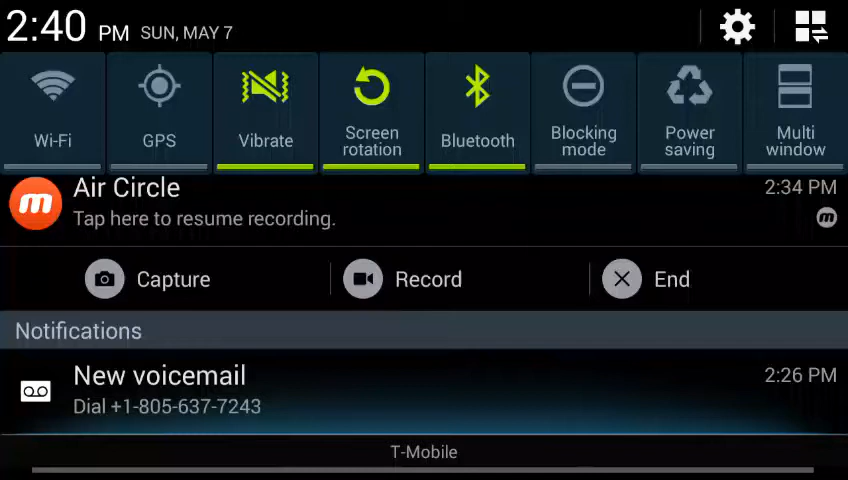 2:40 PM SUN, MAY 7
Wi-Fi
GPS
Vibrate
Screen
rotation
Bluetooth
Blocking
mode
Power
saving
Multi
window
Air Circle 2:34 PM
Tap here to resume recording.
Capture Record End
Notifications
New voicemail 2:26 PM
Dial +1-805-637-7243
T-Mobile